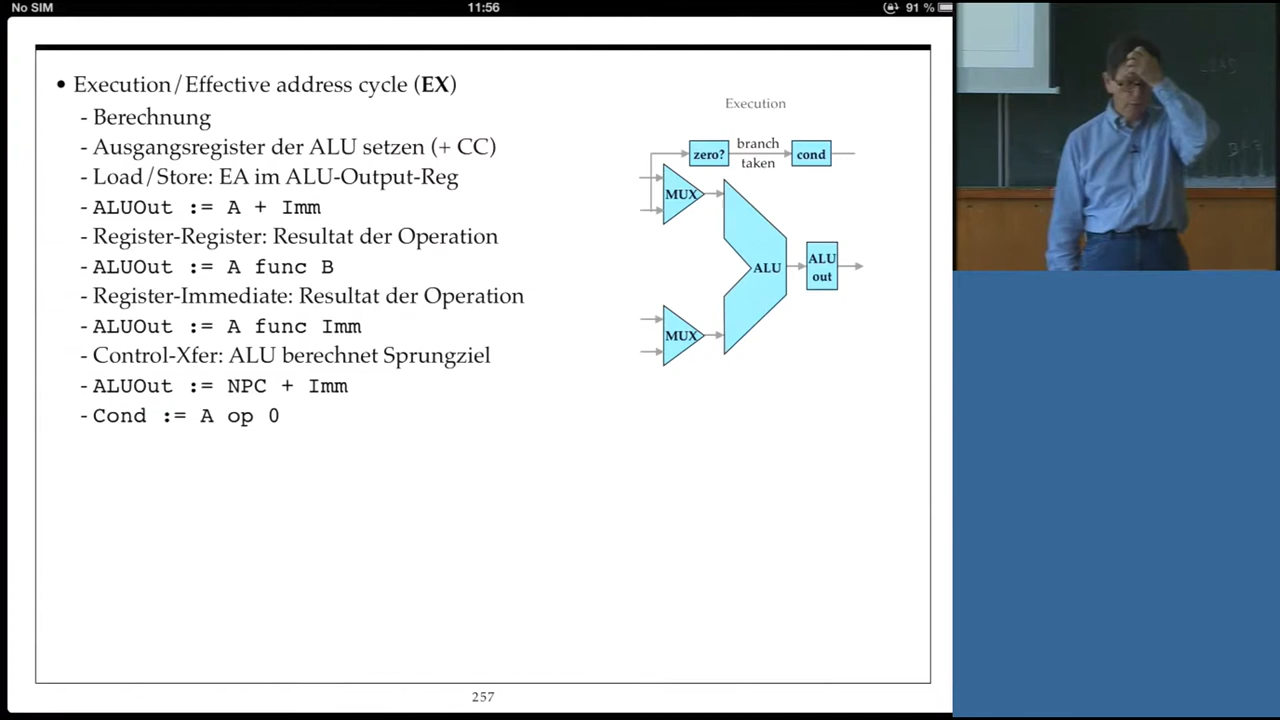 No SIM
11:56
91 %
• Execution/Effective address cycle (EX)
- Berechnung
- Ausgangsregister der ALU setzen (+ CC)
- Load/Store: EA im ALU-Output-Reg
- ALUOut := A + Imm
- Register-Register: Resultat der Operation
- ALUOut := A func B
- Register-Immediate: Resultat der Operation
- ALUOut := A func Imm
- Control-Xfer: ALU berechnet Sprungziel
- ALUOut := NPC + Imm
- Cond := A op 0
Execution
zero?
branch
taken
cond
MUX
ALU
ALU
out
MUX
257